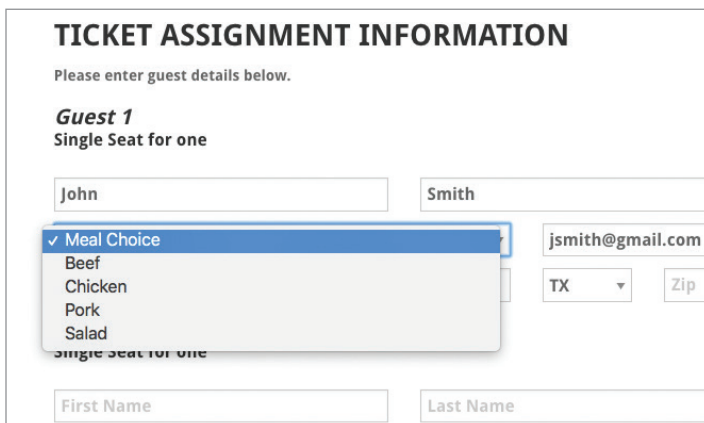 TICKET ASSIGNMENT INFORMATION
Please enter guest details below.
Guest 1
Single Seat for one
John Smith
✓ Meal Choice jsmith@gmail.com
Beef
Chicken TX Zip
Pork
Salad
Single Seat for one
First Name Last Name